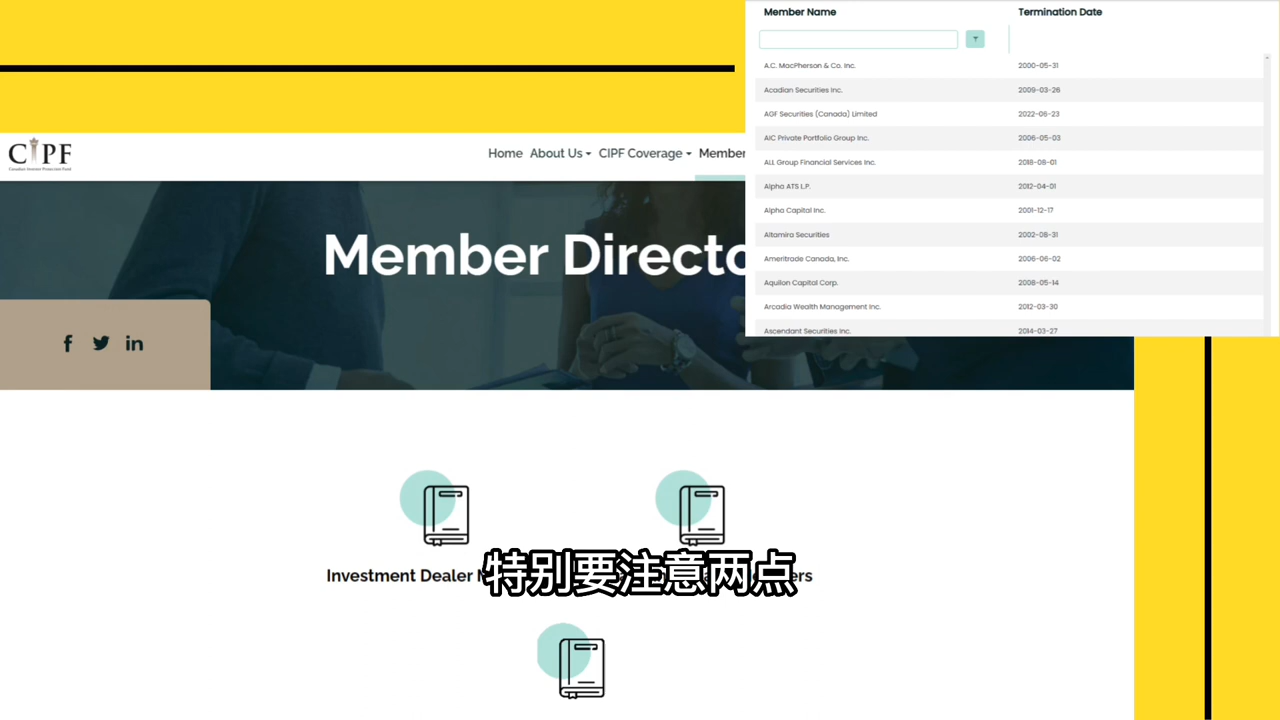 CIPF
Canadian Investor Protection Fund
Home About Us CIPF Coverage Member
Member Directo
Member Name Termination Date
A.C. MacPherson & Co. Inc. 2000-05-31
Acadian Securities Inc. 2009-03-26
AGF Securities (Canada) Limited 2022-06-23
AIC Private Portfolio Group Inc. 2006-05-03
ALL Group Financial Services Inc. 2018-08-01
Alpha ATS L.P. 2012-04-01
Alpha Capital Inc. 2001-12-17
Altamira Securities 2002-08-31
Ameritrade Canada, Inc. 2006-06-02
Aquilon Capital Corp. 2008-05-14
Arcadia Wealth Management Inc. 2012-03-30
Ascendant Securities Inc. 2014-03-27
Investment Dealer
特别要注意两点